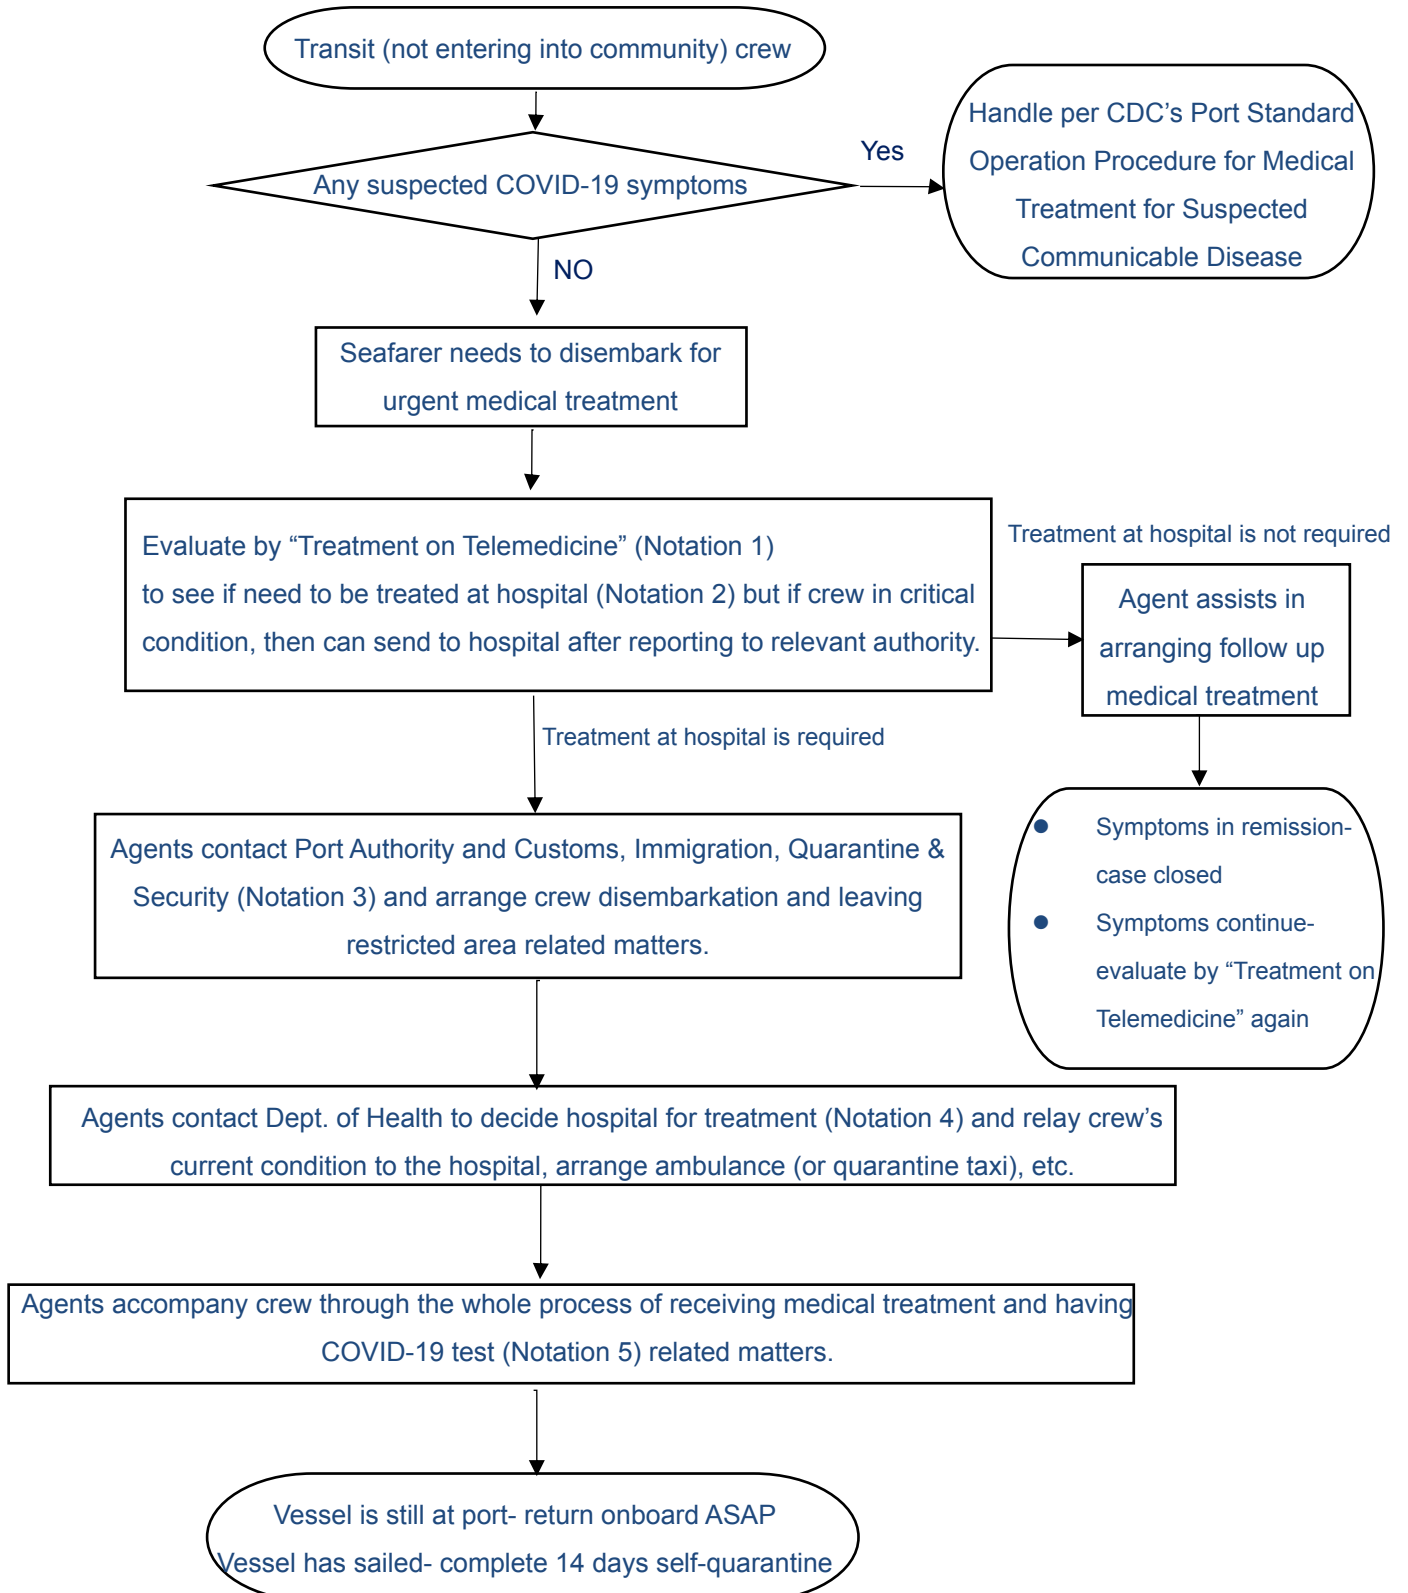 Transit (not entering into community) crew
Handle per CDC’s Port Standard
Operation Procedure for Medical
Treatment for Suspected
Communicable Disease
Yes
Any suspected COVID-19 symptoms
NO
Seafarer needs to disembark for
urgent medical treatment
Evaluate by “Treatment on Telemedicine” (Notation 1)
to see if need to be treated at hospital (Notation 2) but if crew in critical
condition, then can send to hospital after reporting to relevant authority.
Treatment at hospital is not required
Agent assists in
arranging follow up
medical treatment
Treatment at hospital is required
● Symptoms in remission-
case closed
● Symptoms continue-
evaluate by “Treatment on
Telemedicine” again
Agents contact Port Authority and Customs, Immigration, Quarantine &
Security (Notation 3) and arrange crew disembarkation and leaving
restricted area related matters.
Agents contact Dept. of Health to decide hospital for treatment (Notation 4) and relay crew’s
current condition to the hospital, arrange ambulance (or quarantine taxi), etc.
Agents accompany crew through the whole process of receiving medical treatment and having
COVID-19 test (Notation 5) related matters.
Vessel is still at port- return onboard ASAP
Vessel has sailed- complete 14 days self-quarantine